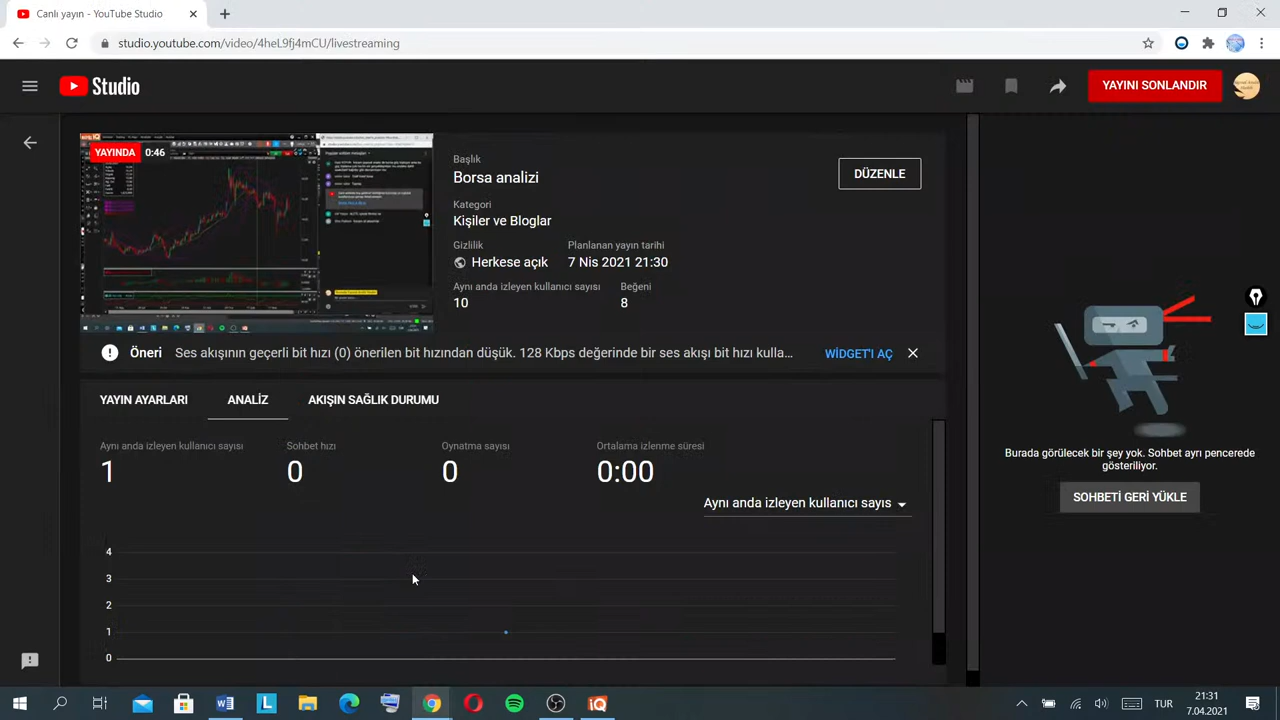 Canlı yayın - YouTube Studio
studio.youtube.com/video/4heL9fj4mCU/livestreaming
Studio
YAYINI SONLANDIR
YAYINDA 0:46
Başlık
Borsa analizi
DÜZENLE
Kategori
Kişiler ve Bloglar
Gizlilik
Planlanan yayın tarihi
Herkese açık
7 Nis 2021 21:30
Aynı anda izleyen kullanıcı sayısı
Beğeni
10
8
Öneri
Ses akışının geçerli bit hızı (0) önerilen bit hızından düşük. 128 Kbps değerinde bir ses akışı bit hızı kulla...
WİDGET'I AÇ
YAYIN AYARLARI
ANALİZ
AKIŞIN SAĞLIK DURUMU
Aynı anda izleyen kullanıcı sayısı
Sohbet hızı
Oynatma sayısı
Ortalama izlenme süresi
1
0
0
0:00
Aynı anda izleyen kullanıcı sayıs
4
3
2
1
0
Burada görülecek bir şey yok. Sohbet ayrı pencerede
gösteriliyor.
SOHBETİ GERİ YÜKLE
TUR
21:31
7.04.2021